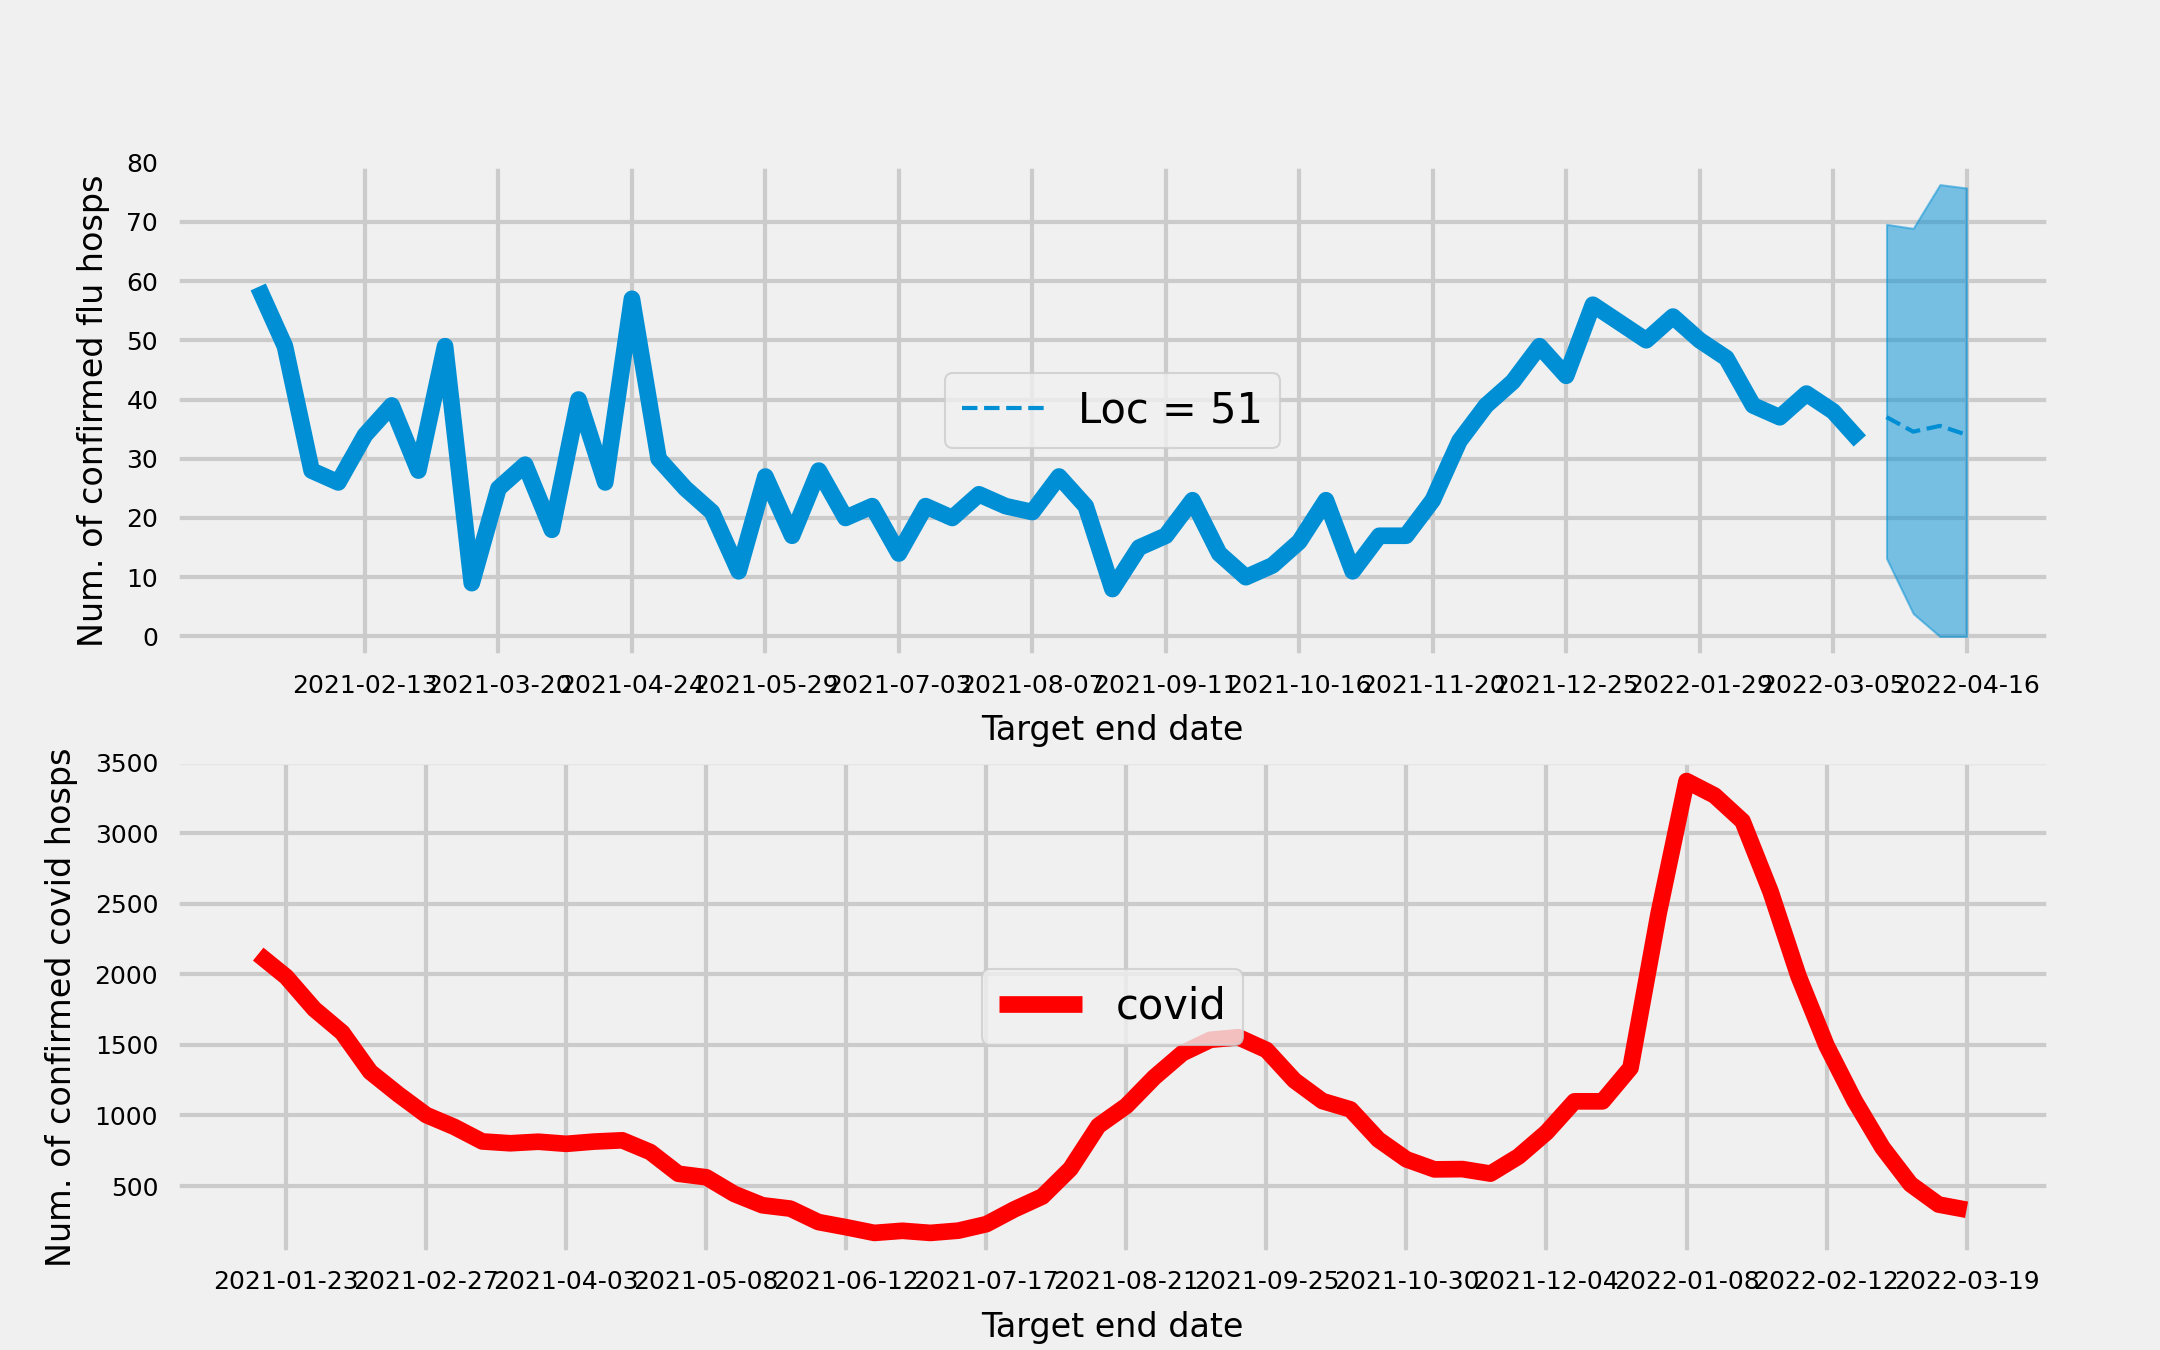 Num. of confirmed flu hosps
80
70
60
50
40
30
20
10
0
Loc = 51
2021-02-13 2021-03-20 2021-04-24 2021-05-29 2021-07-03 2021-08-07 2021-09-11 2021-10-16 2021-11-20 2021-12-25 2022-01-29 2022-03-05 2022-04-16
Target end date
Num. of confirmed covid hosps
3500
3000
2500
2000
1500
1000
500
covid
2021-01-23 2021-02-27 2021-04-03 2021-05-08 2021-06-12 2021-07-17 2021-08-21 2021-09-25 2021-10-30 2021-12-04 2022-01-08 2022-02-12 2022-03-19
Target end date